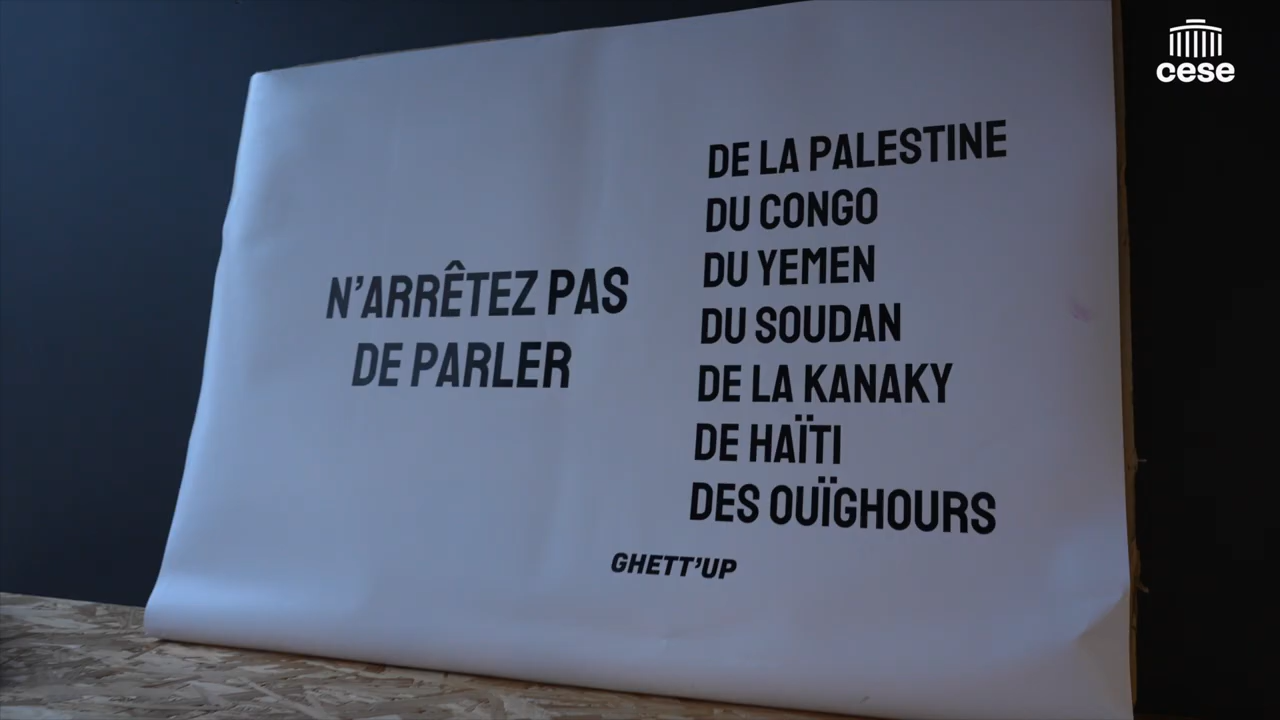 cese
N'ARRÊTEZ PAS
DE PARLER
DE LA PALESTINE
DU CONGO
DU YEMEN
DU SOUDAN
DE LA KANAKY
DE HAÏTI
DES OUÏGHOURS
GHETT'UP